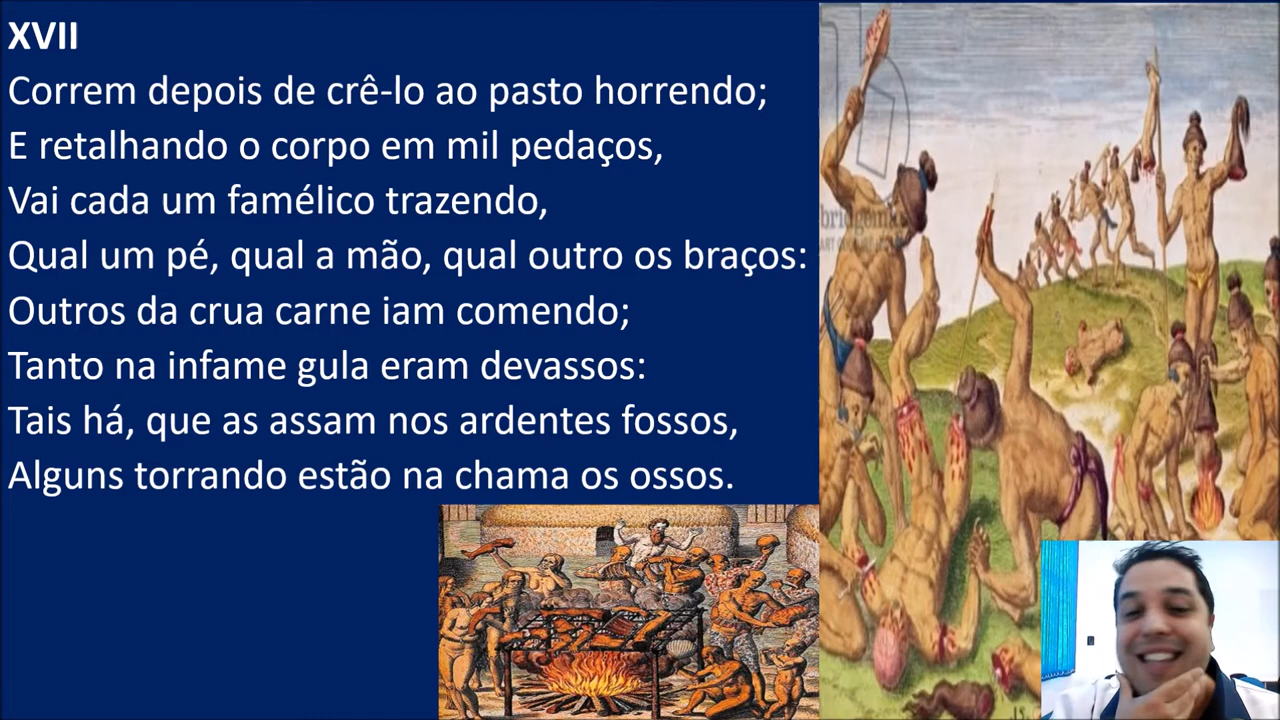 XVII
Correm depois de crê-lo ao pasto horrendo;
E retalhando o corpo em mil pedaços,
Vai cada um famélico trazendo,
Qual um pé, qual a mão, qual outro os braços:
Outros da crua carne iam comendo;
Tanto na infame gula eram devassos:
Tais há, que as assam nos ardentes fossos,
Alguns torrando estão na chama os ossos.